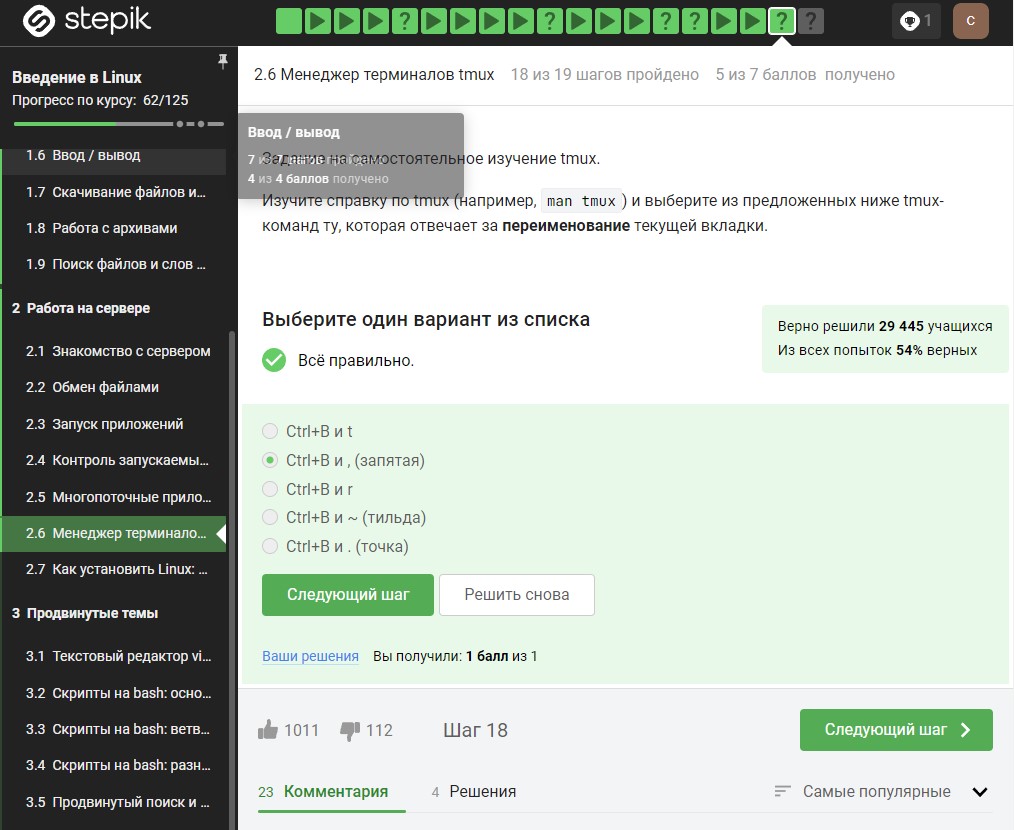 stepik
? ? ? ? ? ?
1
C
Введение в Linux
Прогресс по курсу: 62/125
1.6 Ввод / вывод
1.7 Скачивание файлов и...
1.8 Работа с архивами
1.9 Поиск файлов и слов ...
2 Работа на сервере
2.1 Знакомство с сервером
2.2 Обмен файлами
2.3 Запуск приложений
2.4 Контроль запускаемы...
2.5 Многопоточные прило...
2.6 Менеджер терминало...
2.7 Как установить Linux: ...
3 Продвинутые темы
3.1 Текстовый редактор vi...
3.2 Скрипты на bash: осно...
3.3 Скрипты на bash: ветв...
3.4 Скрипты на bash: разн...
3.5 Продвинутый поиск и ...
2.6 Менеджер терминалов tmux 18 из 19 шагов пройдено 5 из 7 баллов получено
Ввод / вывод
7 из 7
4 из 4 баллов получено
Задание на самостоятельное изучение tmux.
Изучите справку по tmux (например, man tmux ) и выберите из предложенных ниже tmux-
команд ту, которая отвечает за переименование текущей вкладки.
Выберите один вариант из списка
Всё правильно.
Верно решили 29 445 учащихся
Из всех попыток 54% верных
Ctrl+B и t
Ctrl+B и , (запятая)
Ctrl+B и r
Ctrl+B и ~ (тильда)
Ctrl+B и . (точка)
Следующий шаг
Решить снова
Ваши решения Вы получили: 1 балл из 1
1011 112 Шаг 18
Следующий шаг
23 Комментария 4 Решения
Самые популярные